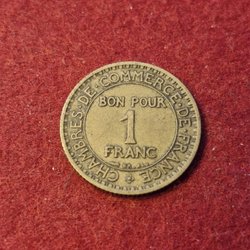 CHAMBRES·DE·COMMERCE·DE·FRANCE
BON POUR
1
FRANC